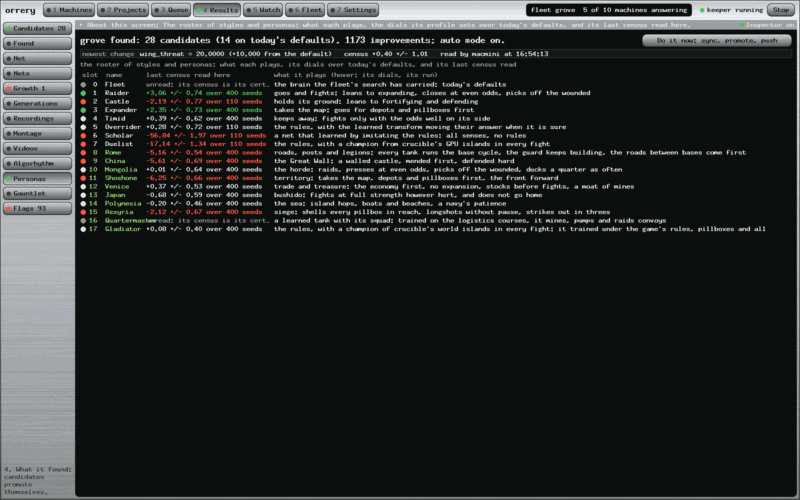 orrery
1 Machines
2 Projects
3 Queue
4 Results
5 Watch
6 Fleet
7 Settings
fleet grove 5 of 10 machines answering
keeper running
Stop
• About this screen: The roster of styles and personas: what each plays, the dials its profile sets over today's defaults, and its last census read here.
Inspector on
Candidates 28
Found
Net
Nets
Growth 1
Generations
Recordings
Montage
Videos
Algorhythm
Personas
Gauntlet
Flags 93
grove found: 28 candidates (14 on today's defaults), 1173 improvements; auto mode on.
Do it now: sync, promote, push
newest change wing_threat = 20,0000 (+10,000 from the default) census +0,40 +/- 1,01 read by macmini at 16:54:13
the roster of styles and personas: what each plays, its dials over today's defaults, and its last census read
slot name last census read here what it plays (hover: its dials, its run)
0 Fleet unread; its census is its cert… the brain the fleet's search has carried; today's defaults
1 Raider +3,06 +/- 0,74 over 400 seeds goes and fights; leans to expanding, closes at even odds, picks off the wounded
2 Castle -2,19 +/- 0,77 over 110 seeds holds its ground; leans to fortifying and defending
3 Expander +2,35 +/- 0,73 over 400 seeds takes the map; goes for depots and pillboxes first
4 Timid +0,39 +/- 0,62 over 400 seeds keeps away; fights only with the odds well on its side
5 Overrider +0,28 +/- 0,72 over 110 seeds the rules, with the learned transform moving their answer when it is sure
6 Scholar -56,84 +/- 1,97 over 110 seeds a net that learned by imitating the rules; all senses, no rules
7 Duelist -17,14 +/- 1,34 over 110 seeds the rules, with a champion from crucible's GPU islands in every fight
8 Rome -5,16 +/- 0,54 over 400 seeds roads, posts and legions; every tank runs the base cycle, the guard keeps building, the roads between bases come first
9 China -5,61 +/- 0,69 over 400 seeds the Great Wall; a walled castle, mended first, defended hard
10 Mongolia +0,01 +/- 0,64 over 400 seeds the horde; raids, presses at even odds, picks off the wounded, ducks a quarter as often
11 Shoshone -6,25 +/- 0,66 over 400 seeds territory; takes the map, depots and pillboxes first, the front forward
12 Venice +0,37 +/- 0,53 over 400 seeds trade and treasure; the economy first, no expansion, stocks before fights, a moat of mines
13 Japan -0,68 +/- 0,59 over 400 seeds bushido; fights at full strength however hurt, and does not go home
14 Polynesia -0,20 +/- 0,46 over 400 seeds the sea; island hops, boats and beaches, a navy's patience
15 Assyria -2,12 +/- 0,67 over 400 seeds siege; shells every pillbox in reach, longshots without pause, strikes out in threes
16 Quartermaster unread; its census is its cert… a learned tank with its squad; trained on the logistics courses, it mines, pumps and raids convoys
17 Gladiator +0,08 +/- 0,40 over 400 seeds the rules, with a champion of crucible's world islands in every fight; it trained under the game's rules, pillboxes and all
4. What it found:
candidates
promote
themselves.